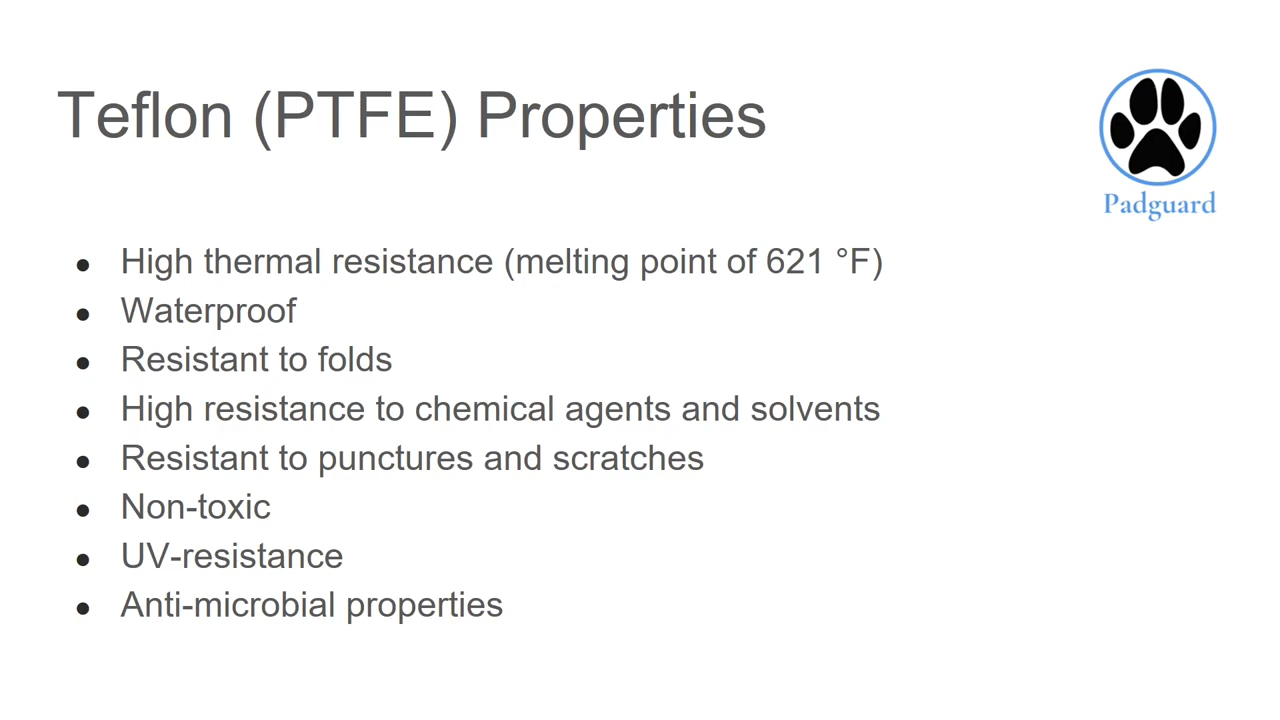 Teflon (PTFE) Properties
Padguard
● High thermal resistance (melting point of 621 °F)
● Waterproof
● Resistant to folds
● High resistance to chemical agents and solvents
● Resistant to punctures and scratches
● Non-toxic
● UV-resistance
● Anti-microbial properties